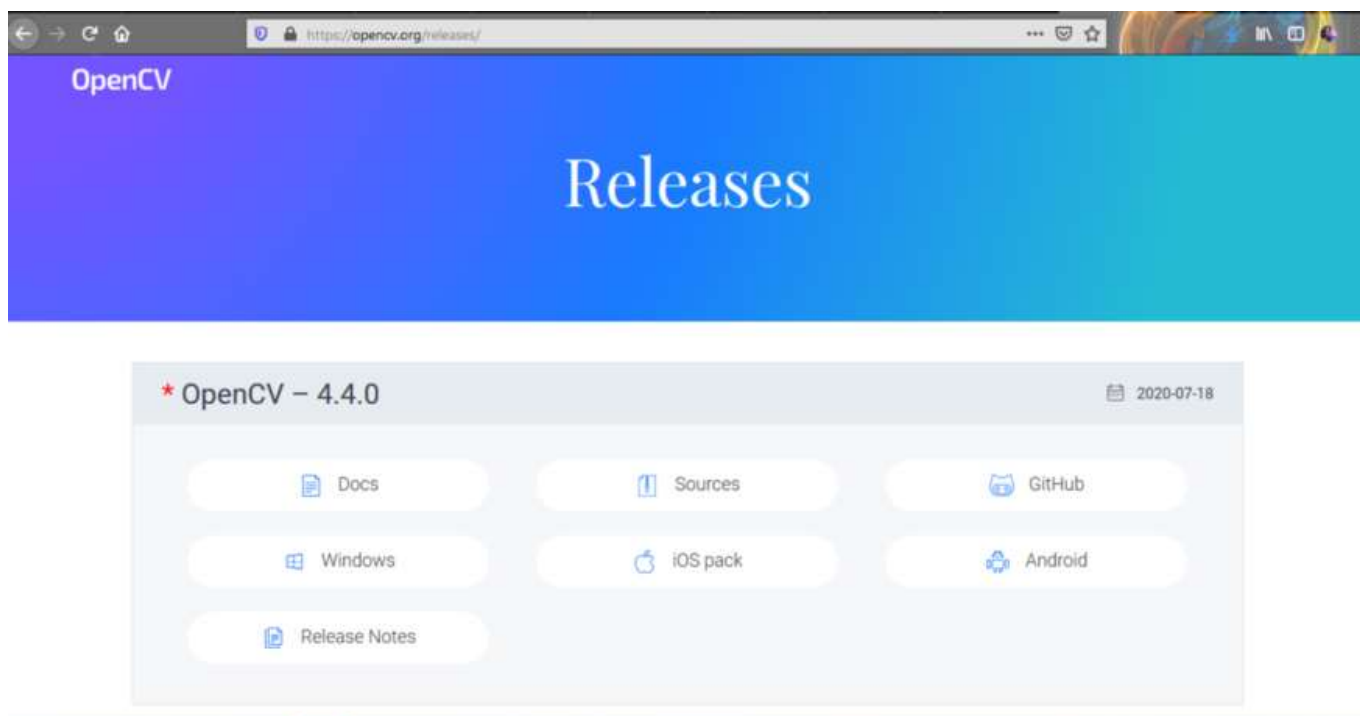 https://opencv.org/releases/
OpenCV
Releases
* OpenCV – 4.4.0
2020-07-18
Docs
Sources
GitHub
Windows
iOS pack
Android
Release Notes